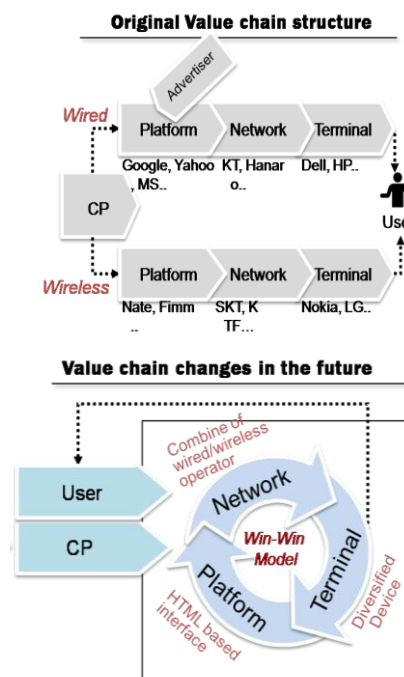 Original Value chain structure
Advertiser
Wired
Platform
Network
Terminal
Google, Yahoo
, MS..
KT, Hanar
o..
Dell, HP..
CP
User
Wireless
Platform
Network
Terminal
Nate, Fimm
..
SKT, K
TF...
Nokia, LG..
Value chain changes in the future
Combine of
wired/wireless
operator
User
CP
Network
Terminal
Platform
Win-Win
Model
HTML based
interface
Diversified
Device